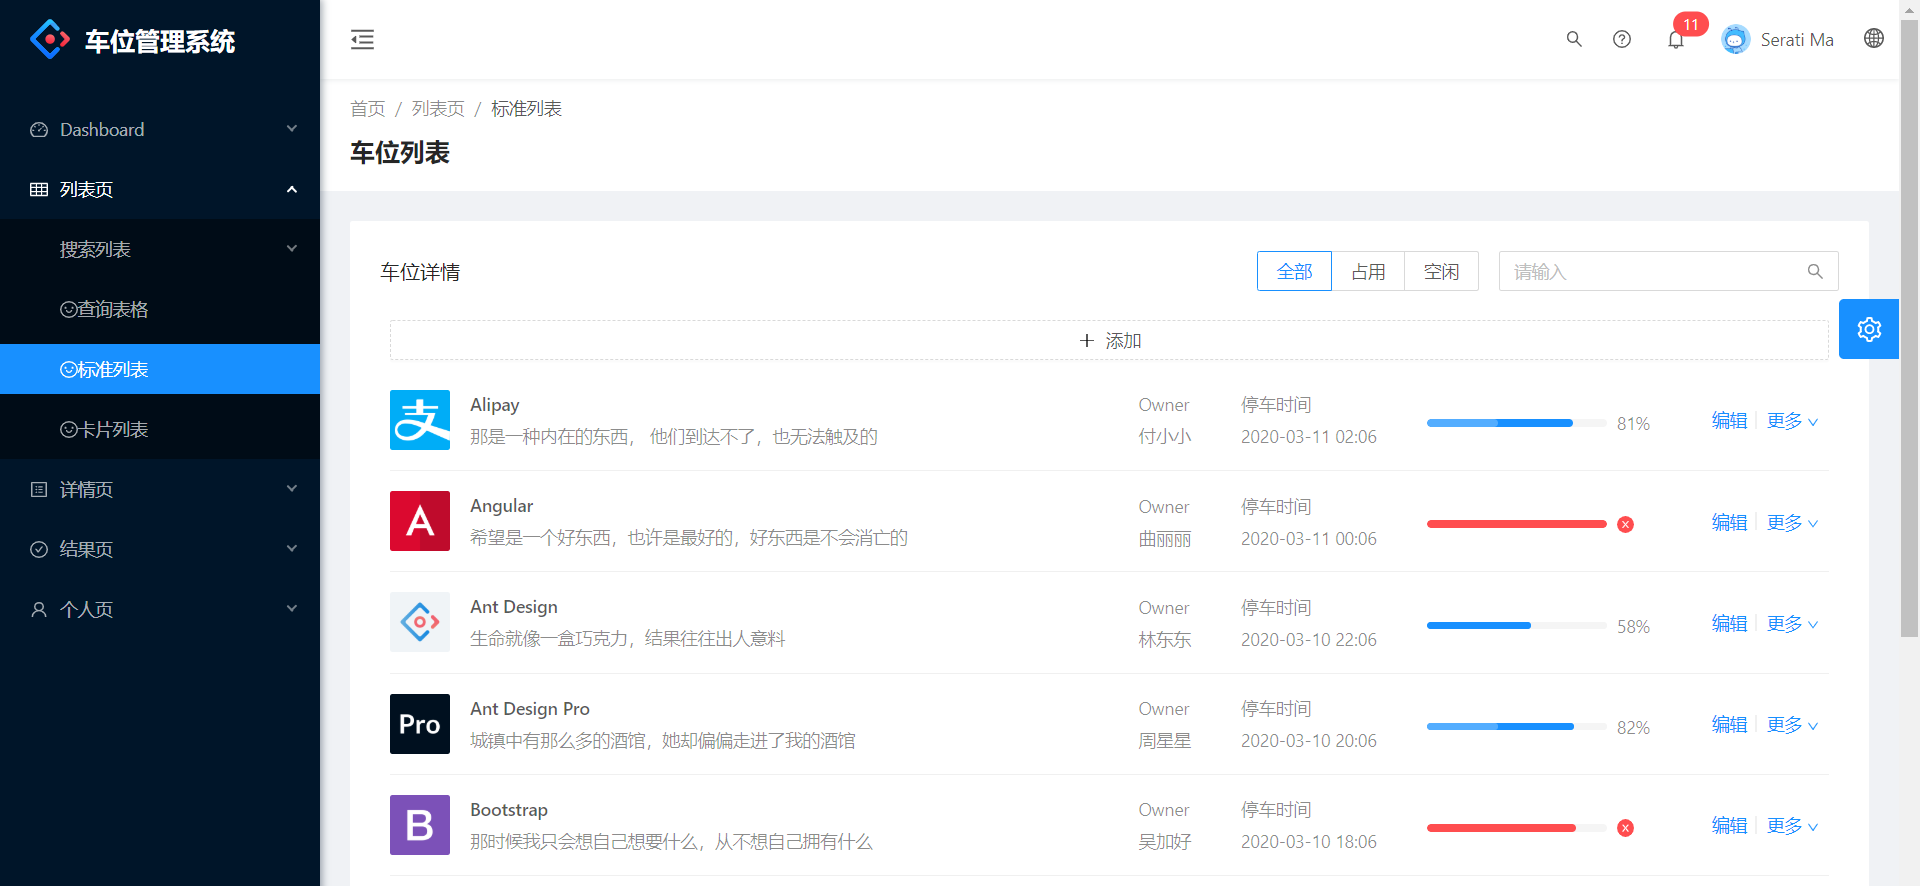 车位管理系统
11
Serati Ma
Dashboard
列表页
搜索列表
查询表格
标准列表
卡片列表
详情页
结果页
个人页
首页 / 列表页 / 标准列表
车位列表
车位详情
全部 占用 空闲 请输入
+ 添加
支 Alipay Owner 停车时间
那是一种内在的东西， 他们到达不了，也无法触及的 付小小 2020-03-11 02:06 81% 编辑 更多
A Angular Owner 停车时间
希望是一个好东西，也许是最好的，好东西是不会消亡的 曲丽丽 2020-03-11 00:06 编辑 更多
Ant Design Owner 停车时间
生命就像一盒巧克力，结果往往出人意料 林东东 2020-03-10 22:06 58% 编辑 更多
Pro Ant Design Pro Owner 停车时间
城镇中有那么多的酒馆，她却偏偏走进了我的酒馆 周星星 2020-03-10 20:06 82% 编辑 更多
B Bootstrap Owner 停车时间
那时候我只会想自己想要什么，从不想自己拥有什么 吴加好 2020-03-10 18:06 编辑 更多